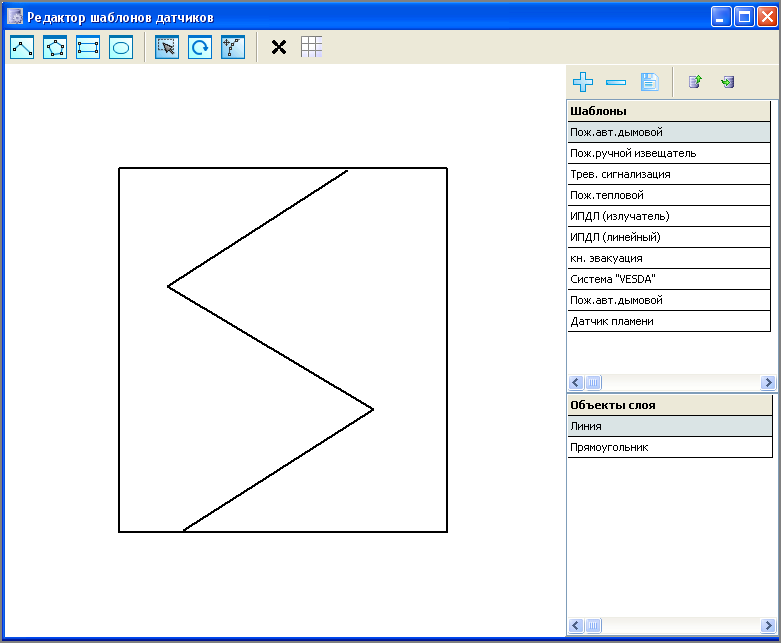 Редактор шаблонов датчиков
Шаблоны
Пож.авт.дымовой
Пож.ручной извещатель
Трев. сигнализация
Пож.тепловой
ИПДЛ (излучатель)
ИПДЛ (линейный)
кн. эвакуация
Система "VESDA"
Пож.авт.дымовой
Датчик пламени
Объекты слоя
Линия
Прямоугольник